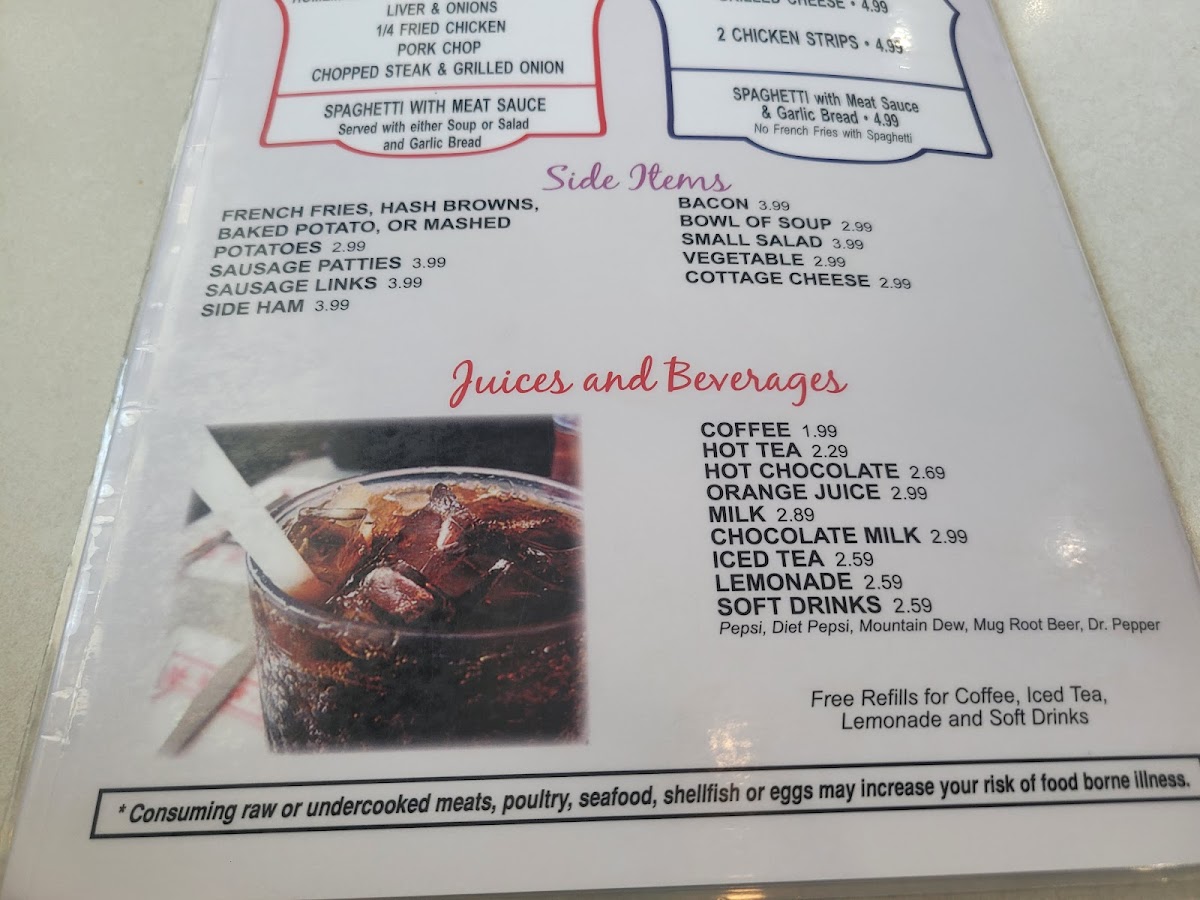 LIVER & ONIONS
1/4 FRIED CHICKEN
PORK CHOP
CHOPPED STEAK & GRILLED ONION
SPAGHETTI WITH MEAT SAUCE
Served with either Soup or Salad
and Garlic Bread
GRILLED CHEESE • 4.99
2 CHICKEN STRIPS • 4.99
SPAGHETTI with Meat Sauce
& Garlic Bread • 4.99
No French Fries with Spaghetti
Side Items
FRENCH FRIES, HASH BROWNS,
BAKED POTATO, OR MASHED
POTATOES 2.99
SAUSAGE PATTIES 3.99
SAUSAGE LINKS 3.99
SIDE HAM 3.99
BACON 3.99
BOWL OF SOUP 2.99
SMALL SALAD 3.99
VEGETABLE 2.99
COTTAGE CHEESE 2.99
Juices and Beverages
COFFEE 1.99
HOT TEA 2.29
HOT CHOCOLATE 2.69
ORANGE JUICE 2.99
MILK 2.89
CHOCOLATE MILK 2.99
ICED TEA 2.59
LEMONADE 2.59
SOFT DRINKS 2.59
Pepsi, Diet Pepsi, Mountain Dew, Mug Root Beer, Dr. Pepper
Free Refills for Coffee, Iced Tea,
Lemonade and Soft Drinks
* Consuming raw or undercooked meats, poultry, seafood, shellfish or eggs may increase your risk of food borne illness.